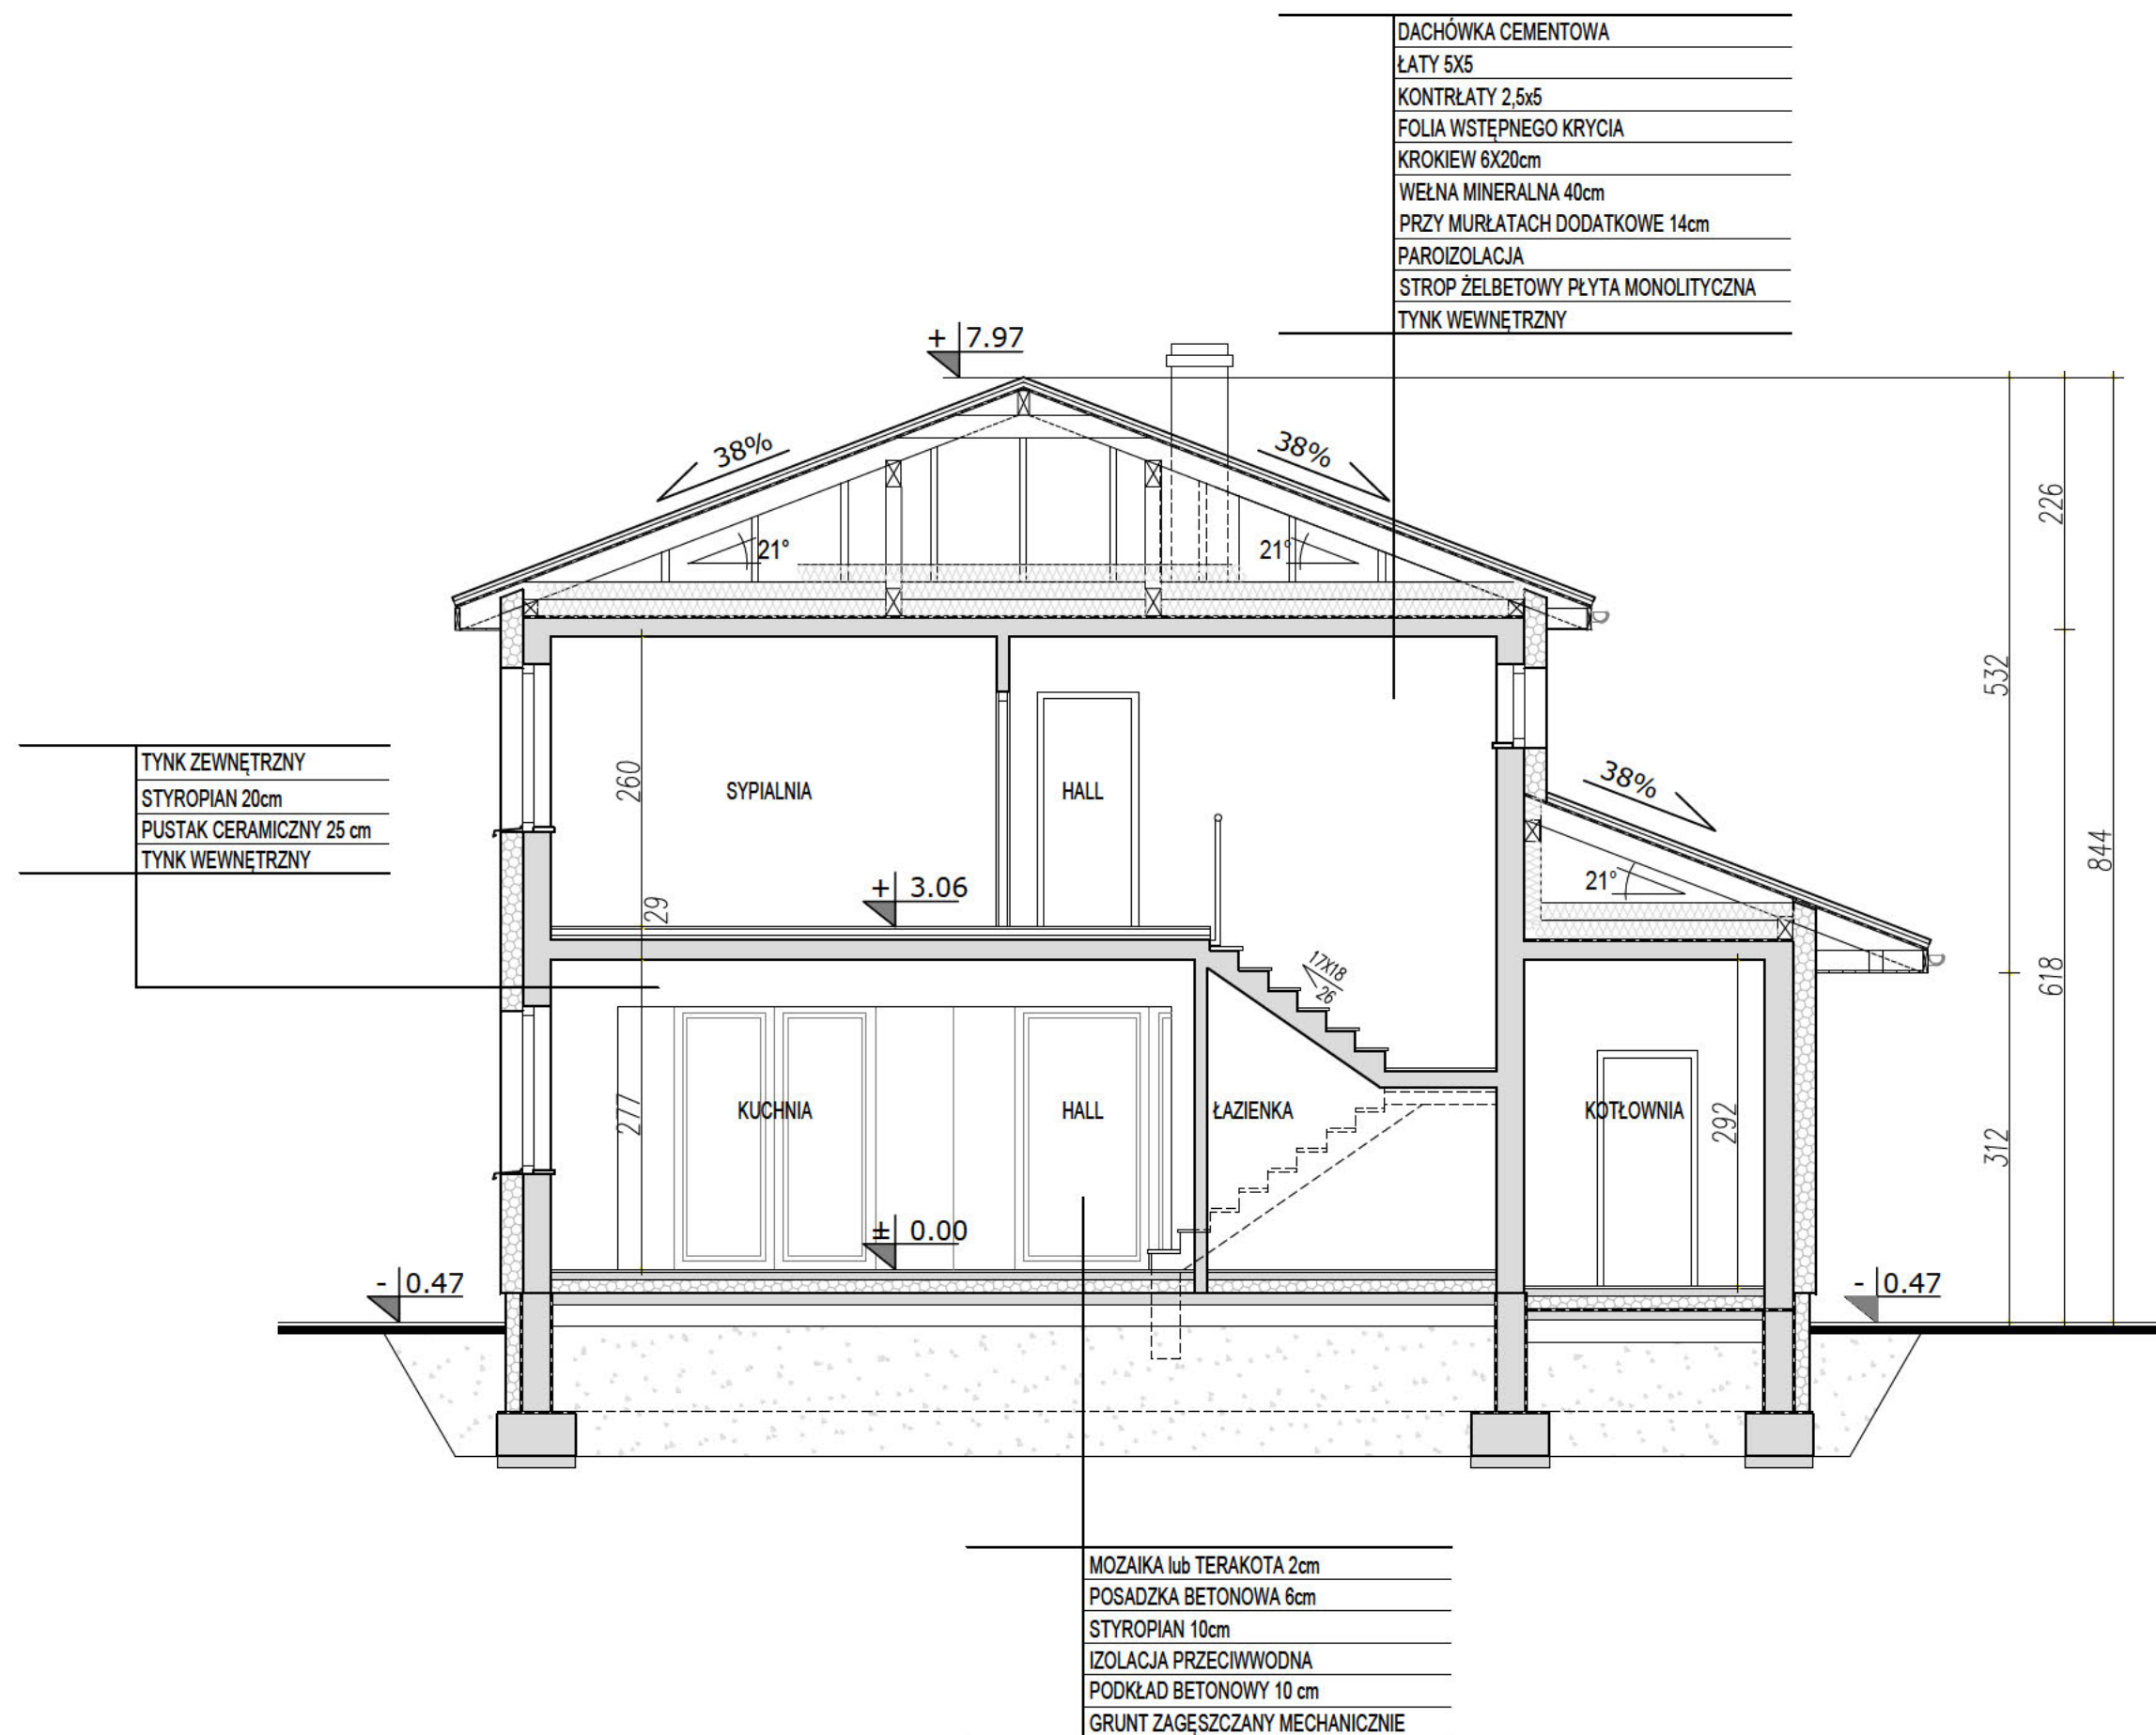 DACHÓWKA CEMENTOWA
ŁATY 5X5
KONTRŁATY 2,5x5
FOLIA WSTĘPNEGO KRYCIA
KROKIEW 6X20cm
WEŁNA MINERALNA 40cm
PRZY MURŁATACH DODATKOWE 14cm
PAROIZOLACJA
STROP ŻELBETOWY PŁYTA MONOLITYCZNA
TYNK WEWNĘTRZNY
+ 7.97
38%
38%
226
21°
21°
532
TYNK ZEWNĘTRZNY
STYROPIAN 20cm
PUSTAK CERAMICZNY 25 cm
TYNK WEWNĘTRZNY
260
SYPIALNIA
HALL
38%
844
+ 3.06
29
21°
17X18
26
618
277
KUCHNIA
HALL
ŁAZIENKA
KOTŁOWNIA
292
312
± 0.00
- 0.47
- 0.47
MOZAIKA lub TERAKOTA 2cm
POSADZKA BETONOWA 6cm
STYROPIAN 10cm
IZOLACJA PRZECIWWODNA
PODKŁAD BETONOWY 10 cm
GRUNT ZAGĘSZCZANY MECHANICZNIE